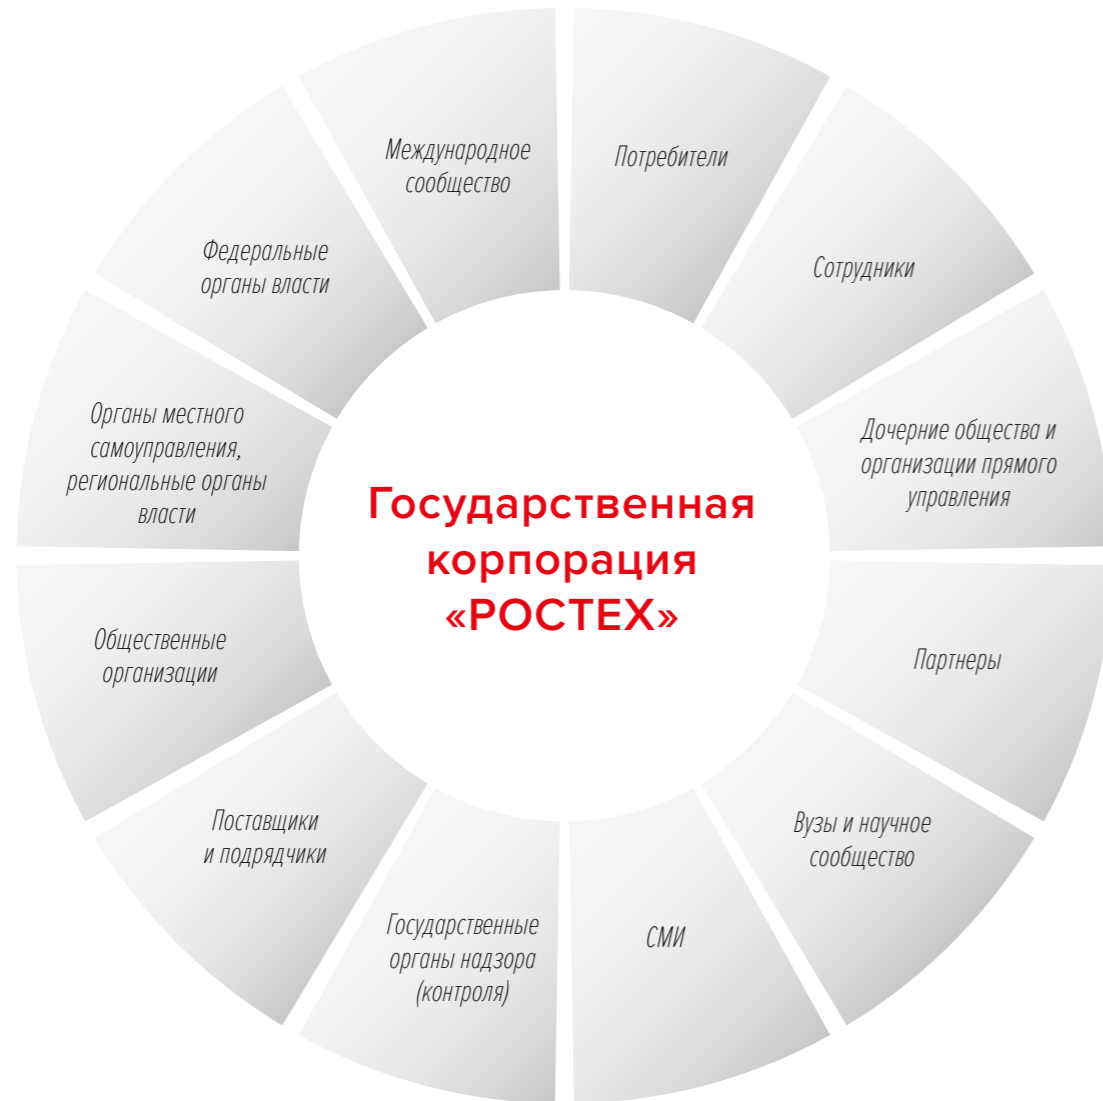 Международное
сообщество
Потребители
Федеральные
органы власти
Сотрудники
Органы местного
самоуправления,
региональные органы
власти
Дочерние общества и
организации прямого
управления
Государственная
корпорация
«РОСТЕХ»
Общественные
организации
Партнеры
Поставщики
и подрядчики
Вузы и научное
сообщество
Государственные
органы надзора
(контроля)
СМИ